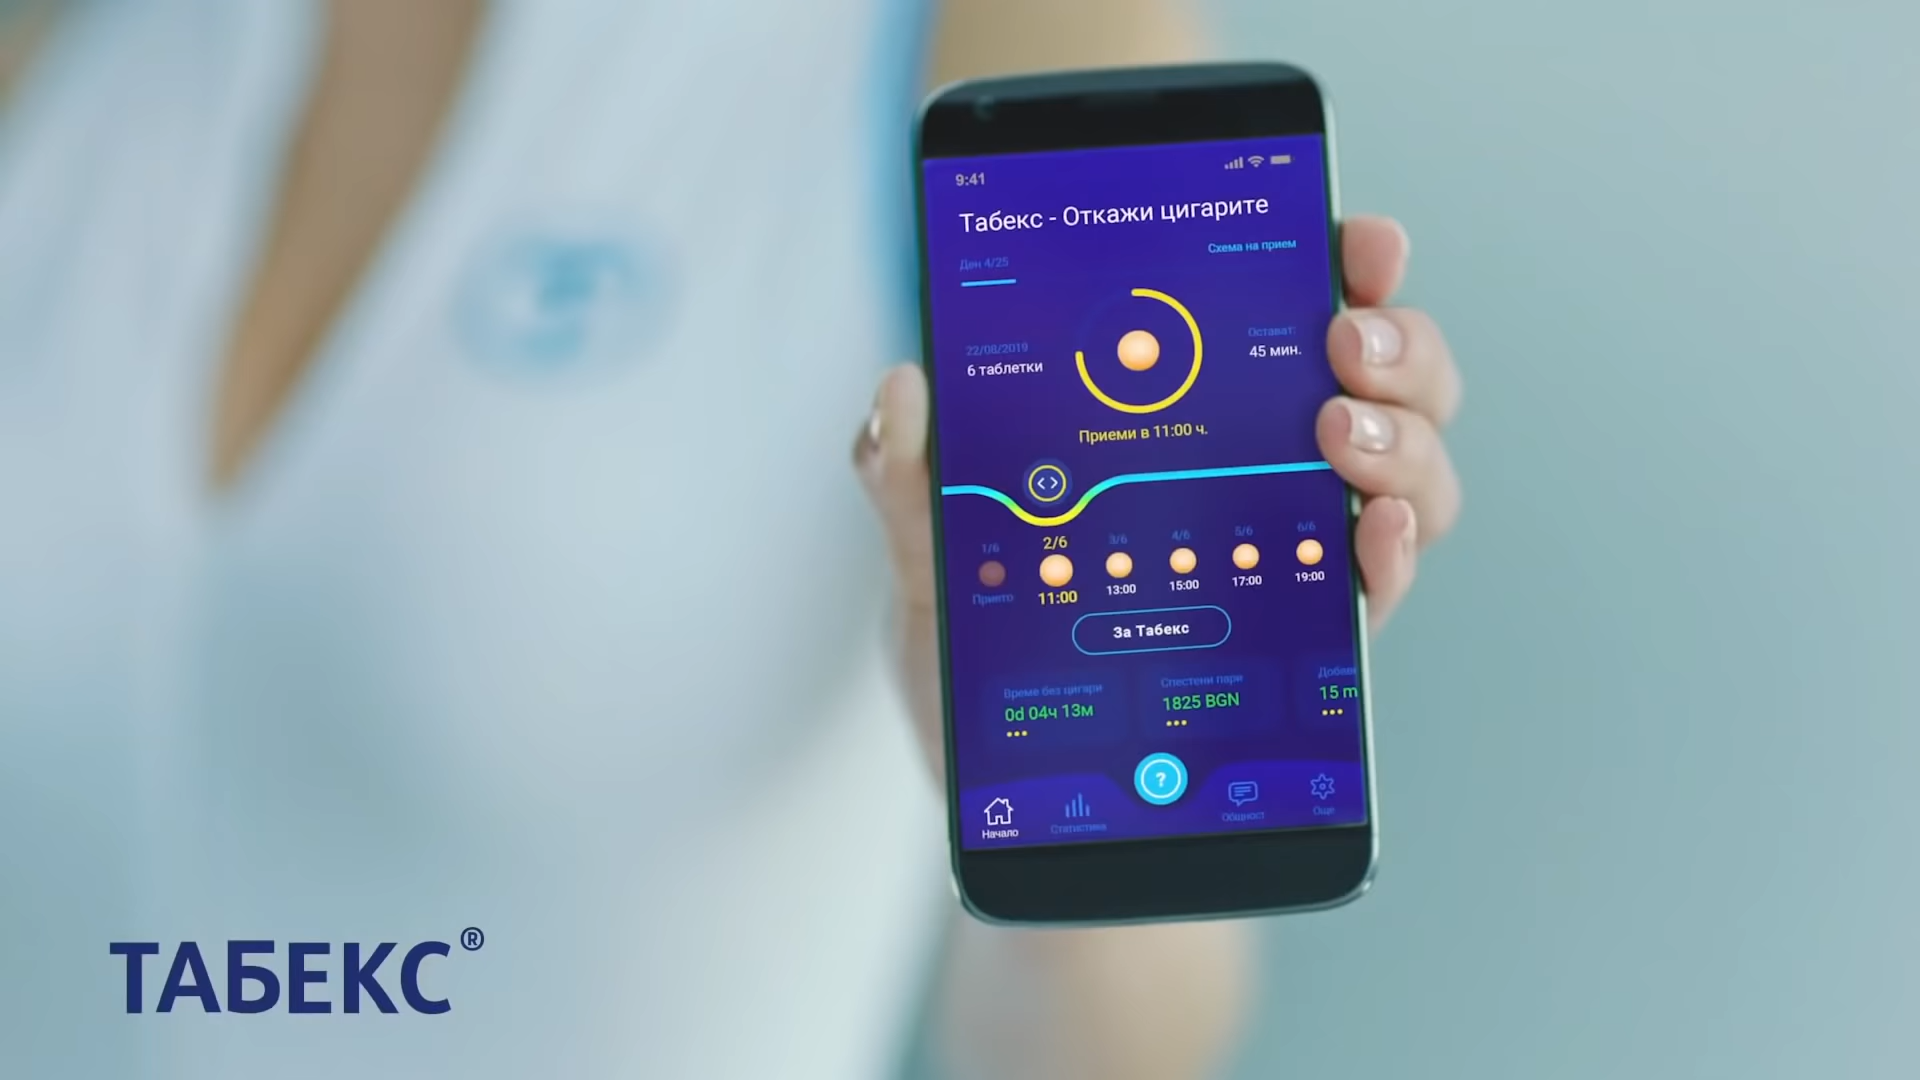 9:41
Табекс - Откажи цигарите
Схема на прием
Ден 4/25
22/08/2019
6 таблетки
Остават:
45 мин.
Приеми в 11:00 ч.
1/6
2/6
3/6
4/6
5/6
6/6
Прието
11:00
13:00
15:00
17:00
19:00
За Табекс
Време без цигари
0d 04ч 13м
Спестени пари
1825 BGN
15 m
?
Начало
Статистика
Общност
Още
ТАБЕКС®